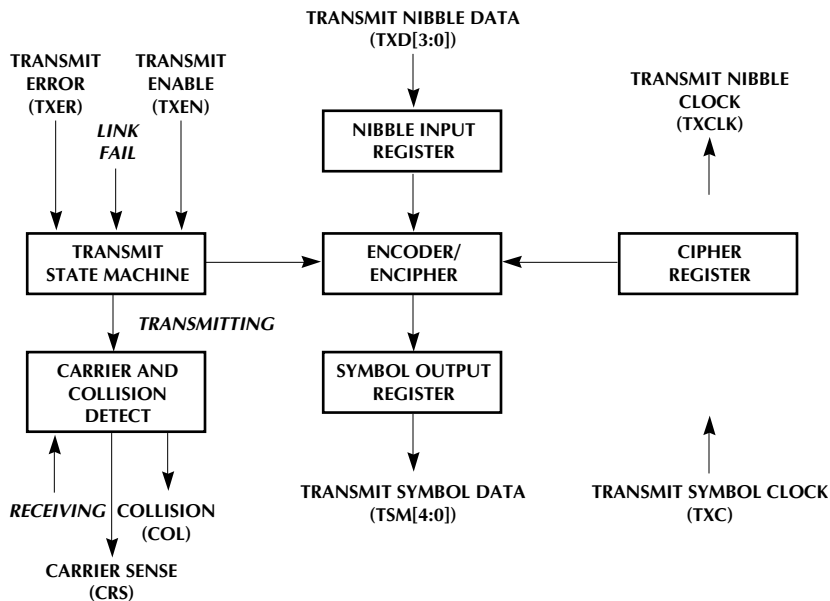 TRANSMIT NIBBLE DATA
(TXD[3:0])
TRANSMIT
ERROR
(TXER)
TRANSMIT
ENABLE
(TXEN)
LINK
FAIL
TRANSMIT NIBBLE
CLOCK
(TXCLK)
NIBBLE INPUT
REGISTER
TRANSMIT
STATE MACHINE
ENCODER/
ENCIPHER
CIPHER
REGISTER
TRANSMITTING
CARRIER AND
COLLISION
DETECT
SYMBOL OUTPUT
REGISTER
RECEIVING
COLLISION
(COL)
TRANSMIT SYMBOL DATA
(TSM[4:0])
TRANSMIT SYMBOL CLOCK
(TXC)
CARRIER SENSE
(CRS)